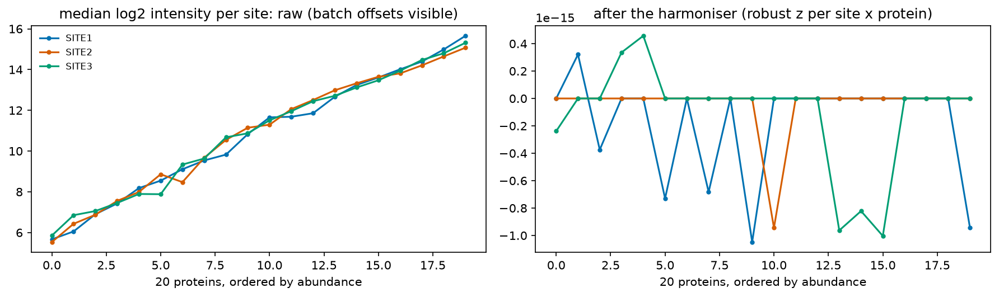 median log2 intensity per site: raw (batch offsets visible)
16
14
12
10
8
6
SITE1
SITE2
SITE3
0.0 2.5 5.0 7.5 10.0 12.5 15.0 17.5
20 proteins, ordered by abundance
after the harmoniser (robust z per site x protein)
1e−15
0.4
0.2
0.0
−0.2
−0.4
−0.6
−0.8
−1.0
0.0 2.5 5.0 7.5 10.0 12.5 15.0 17.5
20 proteins, ordered by abundance